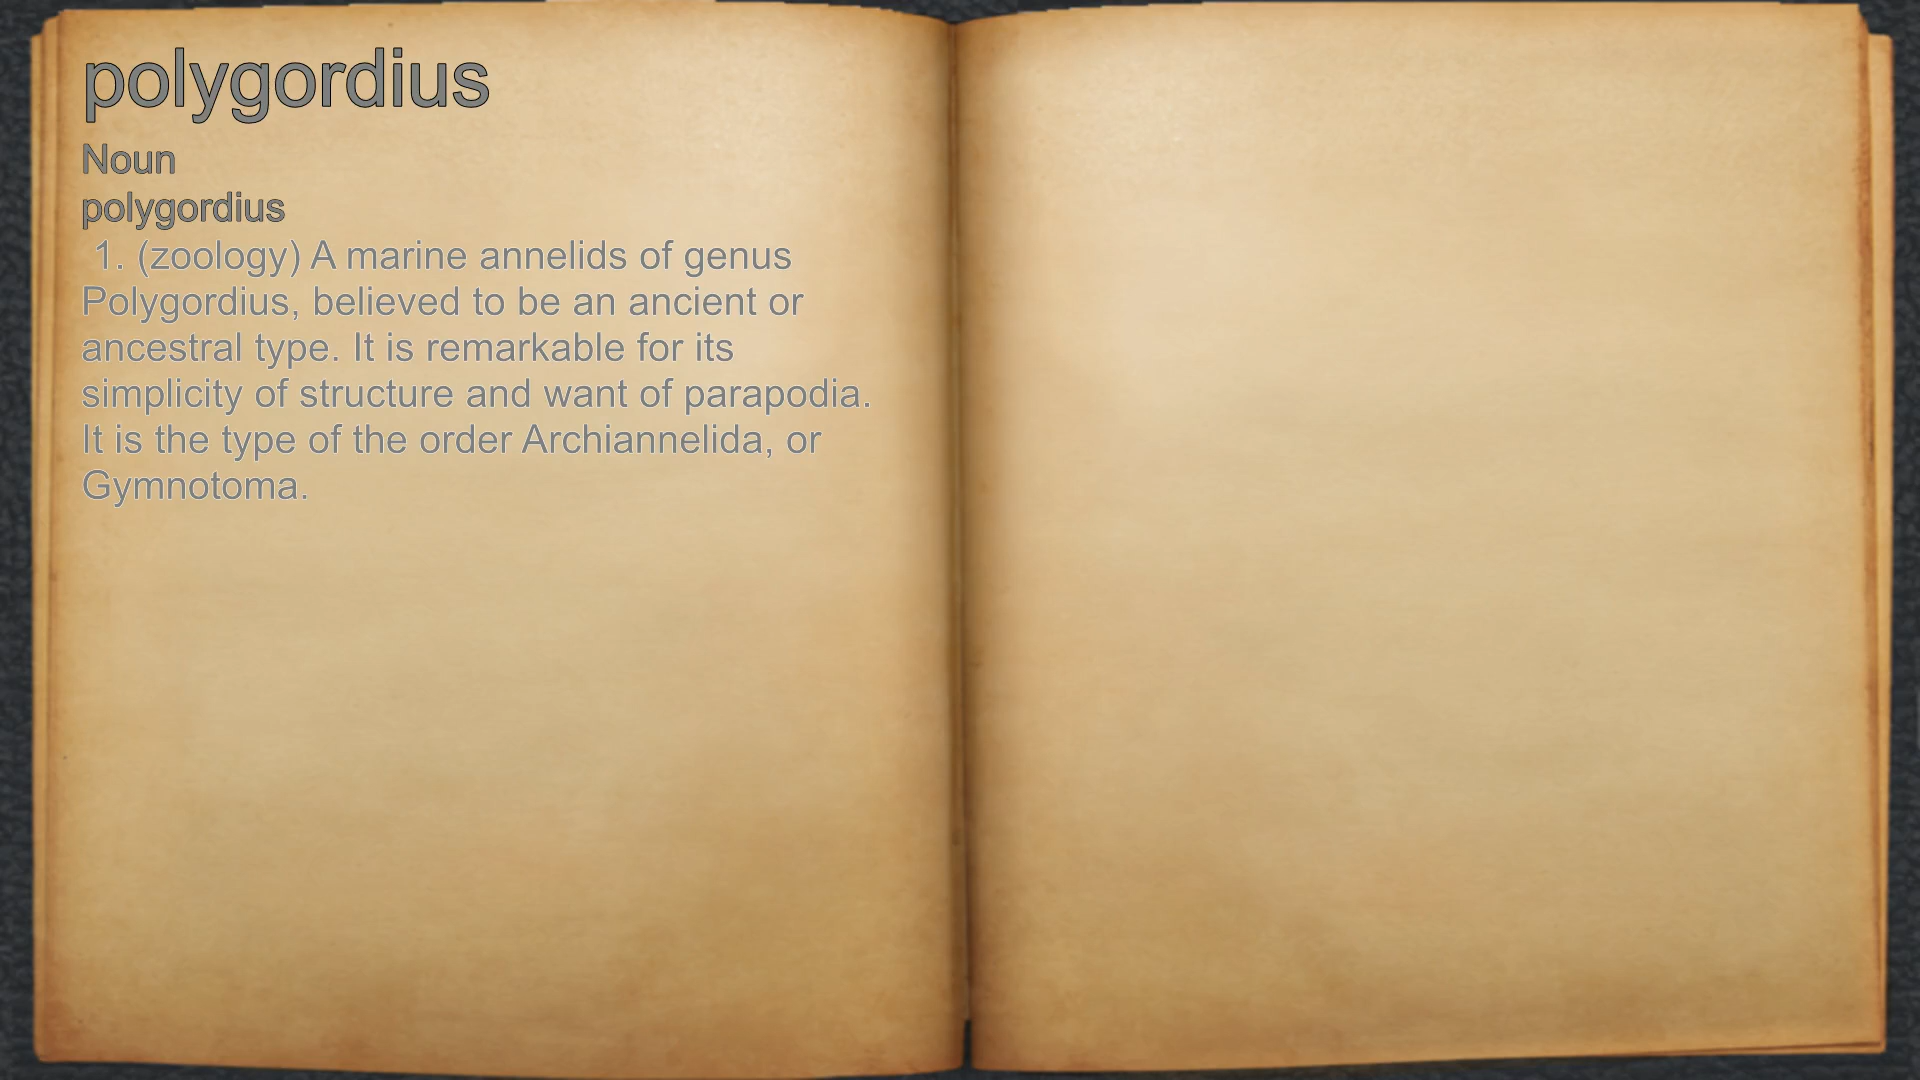 polygordius
Noun
polygordius
1. (zoology) A marine annelids of genus
Polygordius, believed to be an ancient or
ancestral type. It is remarkable for its
simplicity of structure and want of parapodia.
It is the type of the order Archiannelida, or
Gymnotoma.